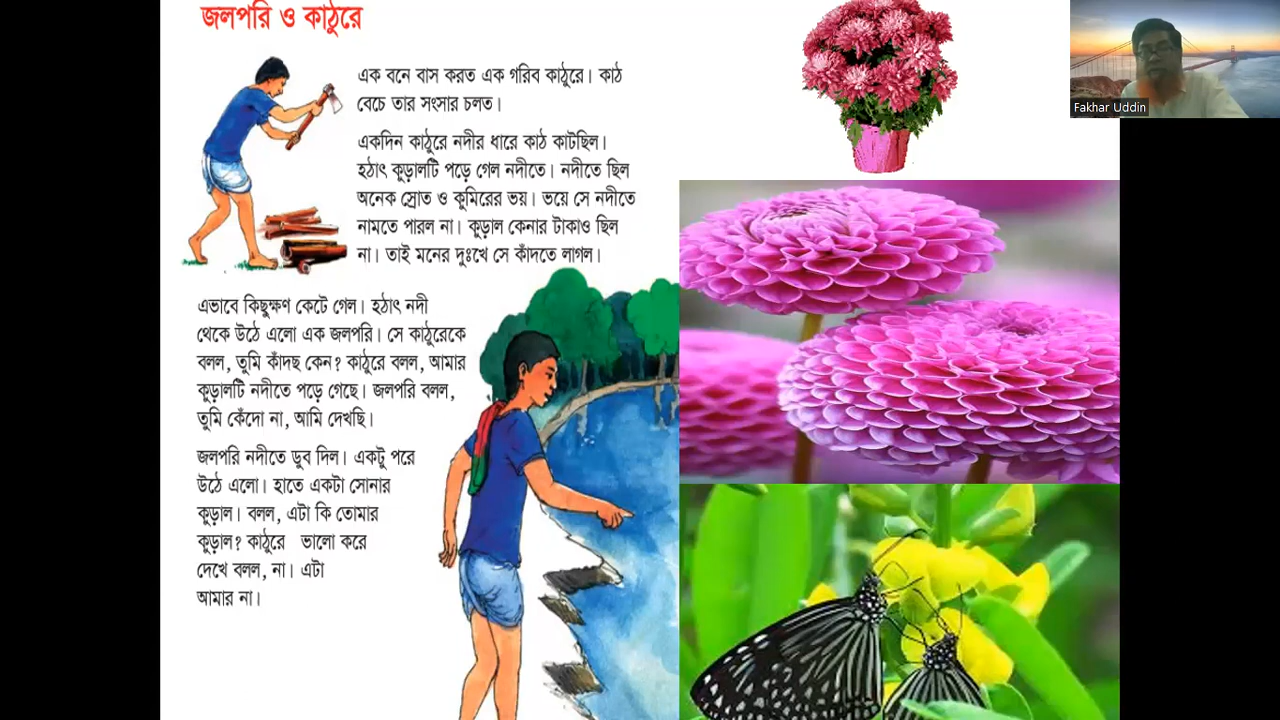 জলপরি ও কাঠুরে
এক বনে বাস করত এক গরিব কাঠুরে। কাঠ
বেচে তার সংসার চলত।
একদিন কাঠুরে নদীর ধারে কাঠ কাটছিল।
হঠাৎ কুড়ালটি পড়ে গেল নদীতে। নদীতে ছিল
অনেক স্রোত ও কুমিরের ভয়। ভয়ে সে নদীতে
নামতে পারল না। কুড়াল কেনার টাকাও ছিল
না। তাই মনের দুঃখে সে কাঁদতে লাগল।
এভাবে কিছুক্ষণ কেটে গেল। হঠাৎ নদী
থেকে উঠে এলো এক জলপরি। সে কাঠুরেকে
বলল, তুমি কাঁদছ কেন? কাঠুরে বলল, আমার
কুড়ালটি নদীতে পড়ে গেছে। জলপরি বলল,
তুমি কেঁদো না, আমি দেখছি।
জলপরি নদীতে ডুব দিল। একটু পরে
উঠে এলো। হাতে একটা সোনার
কুড়াল। বলল, এটা কি তোমার
কুড়াল? কাঠুরে ভালো করে
দেখে বলল, না। এটা
আমার না।
Fakhar Uddin